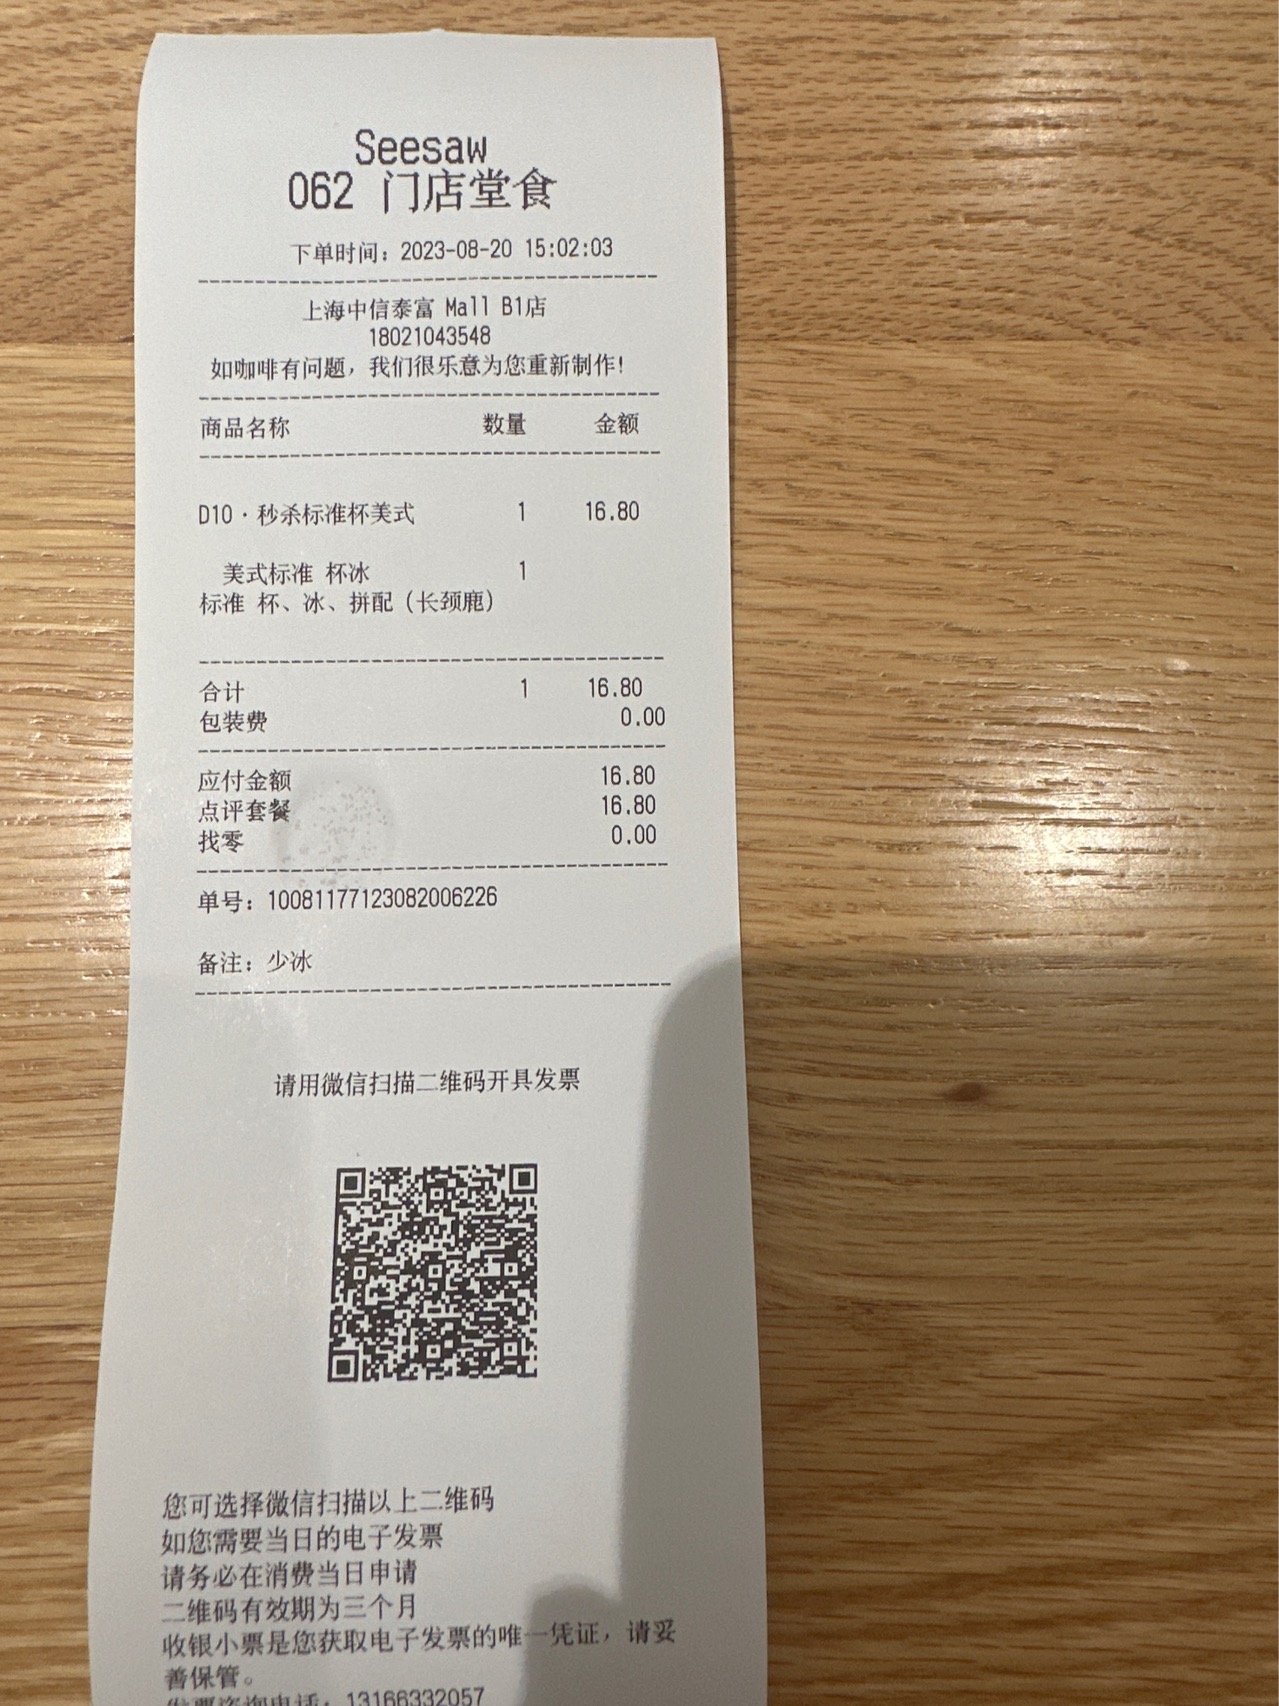 Seesaw
062 门店堂食
下单时间：2023-08-20 15:02:03
上海中信泰富 Mall B1店
18021043548
如咖啡有问题，我们很乐意为您重新制作！
商品名称 数量 金额
D10·秒杀标准杯美式 1 16.80
美式标准 杯冰 1
标准 杯、冰、拼配（长颈鹿）
合计 1 16.80
包装费 0.00
应付金额 16.80
点评套餐 16.80
找零 0.00
单号：10081177123082006226
备注：少冰
请用微信扫描二维码开具发票
您可选择微信扫描以上二维码
如您需要当日的电子发票
请务必在消费当日申请
二维码有效期为三个月
收银小票是您获取电子发票的唯一凭证，请妥
善保管。
发票咨询电话：13166332057